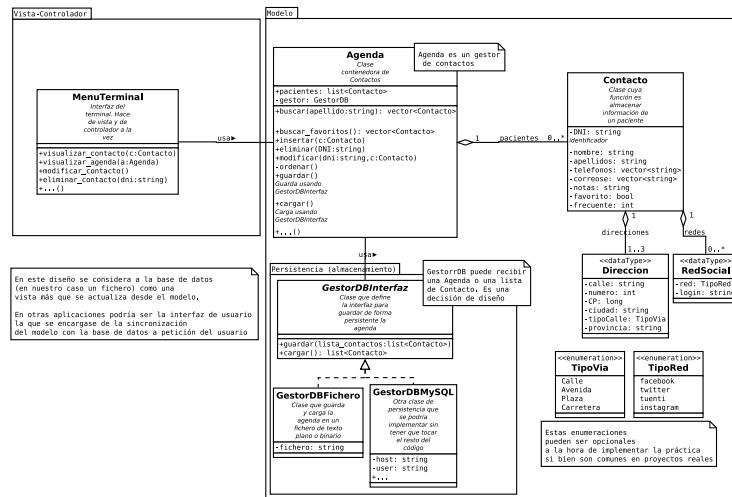 Vista-Controlador
MenuTerminal
Interfaz del
terminal. Hace
de vista y de
controlador a la
vez
+visualizar_contacto(c:Contacto)
+visualizar_agenda(a:Agenda)
+modificar_contacto()
+eliminar_contacto(dni:string)
+...()
usa
En este diseño se considera a la base de datos
(en nuestro caso un fichero) como una
vista más que se actualiza desde el modelo.
En otras aplicaciones podría ser la interfaz de usuario
la que se encargase de la sincronización
del modelo con la base de datos a petición del usuario
Modelo
Agenda
Clase
contenedora de
Contactos
+pacientes: list<Contacto>
-gestor: GestorDB
+buscar(apellido:string): vector<Contacto>
+buscar_favoritos(): vector<Contacto>
+insertar(c:Contacto)
+eliminar(DNI:string)
+modificar(dni:string,c:Contacto)
-ordenar()
+guardar()
Guarda usando
GestorDBInterfaz
+cargar()
Carga usando
GestorDBInterfaz
+...()
Agenda es un gestor
de contactos
1
pacientes
0..*
Contacto
Clase cuya
función es
almacenar
información de
un paciente
-DNI: string
identificador
-nombre: string
-apellidos: string
-telefonos: vector<string>
-correose: vector<string>
-notas: string
-favorito: bool
-frecuente: int
1
1
direcciones
redes
1..3
0..*
<<dataType>>
Direccion
-calle: string
-numero: int
-CP: long
-ciudad: string
-tipoCalle: TipoVia
-provincia: string
<<dataType>>
RedSocial
-red: TipoRed
-login: string
usa
Persistencia (almacenamiento)
GestorDBInterfaz
Clase que define
la interfaz para
guardar de forma
persistente la
agenda
+guardar(lista_contactos:list<Contacto>)
+cargar(): list<Contacto>
GestorrDB puede recibir
una Agenda o una lista
de Contacto. Es una
decisión de diseño
GestorDBFichero
Clase que guarda
y carga la
agenda en un
fichero de texto
plano o binario
-fichero: string
GestorDBMySQL
Otra clase de
persistencia que
se podría
implementar sin
tener que tocar
el resto del
código
-host: string
-user: string
+...
<<enumeration>>
TipoVia
Calle
Avenida
Plaza
Carretera
<<enumeration>>
TipoRed
facebook
twitter
tuenti
instagram
Estas enumeraciones
pueden ser opcionales
a la hora de implementar la práctica
si bien son comunes en proyectos reales